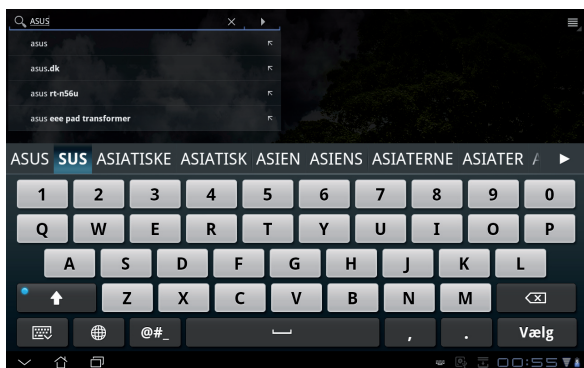 ASUS
asus
asus.dk
asus rt-n56u
asus eee pad transformer
ASUS SUS ASIATISKE ASIATISK ASIEN ASIENS ASIATERNE ASIATER
1 2 3 4 5 6 7 8 9 0
Q W E R T Y U I O P
A S D F G H J K L
Z X C V B N M
@#_ , . Vælg
00:55